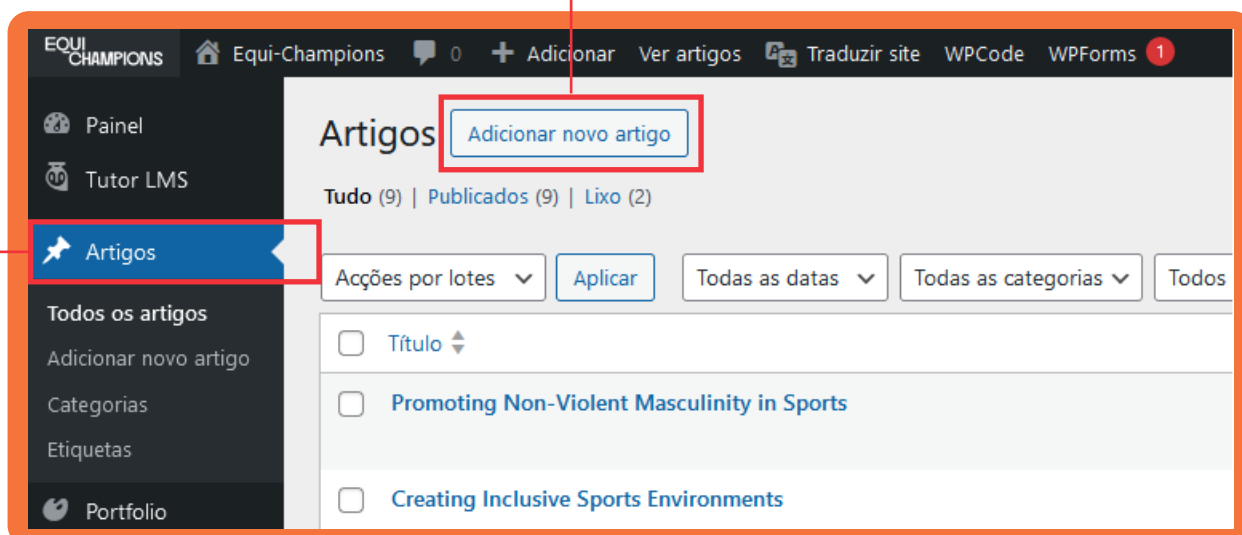 EQUI
CHAMPIONS
Equi-Champions 0 + Adicionar Ver artigos Traduzir site WPCode WPForms 1
Painel
Tutor LMS
Artigos
Todos os artigos
Adicionar novo artigo
Categorias
Etiquetas
Portfolio
Artigos Adicionar novo artigo
Tudo (9) | Publicados (9) | Lixo (2)
Acções por lotes Aplicar Todas as datas Todas as categorias Todos
Título
Promoting Non-Violent Masculinity in Sports
Creating Inclusive Sports Environments